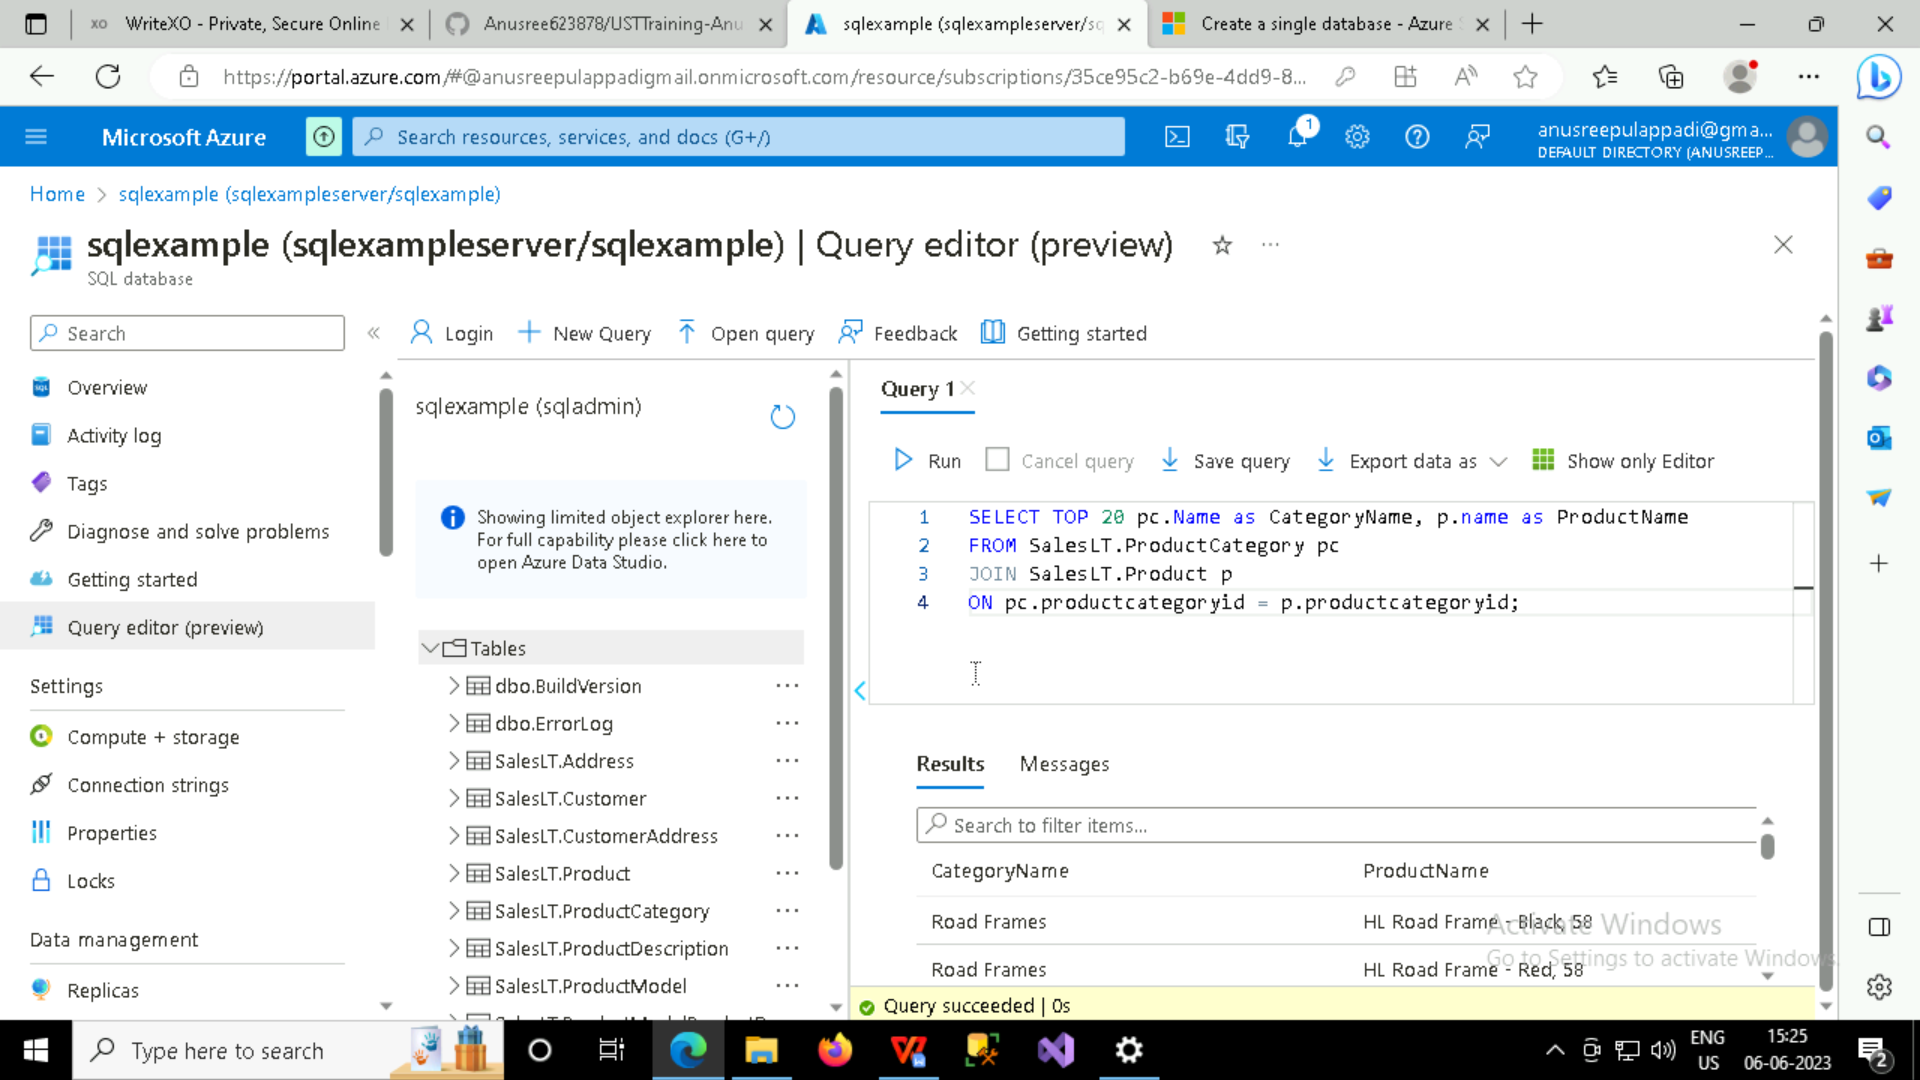 WriteXO - Private, Secure Online
Anusree623878/USTTraining-Anu
sqlexample (sqlexampleserver/sq
Create a single database - Azure S
https://portal.azure.com/#@anusreepulappadigmail.onmicrosoft.com/resource/subscriptions/35ce95c2-b69e-4dd9-8...
Microsoft Azure
Search resources, services, and docs (G+/)
1
anusreepulappadi@gma...
DEFAULT DIRECTORY (ANUSREEP...
Home > sqlexample (sqlexampleserver/sqlexample)
sqlexample (sqlexampleserver/sqlexample) | Query editor (preview)
SQL database
Search
Login
New Query
Open query
Feedback
Getting started
Overview
Activity log
Tags
Diagnose and solve problems
Getting started
Query editor (preview)
Settings
Compute + storage
Connection strings
Properties
Locks
Data management
Replicas
sqlexample (sqladmin)
Showing limited object explorer here.
For full capability please click here to
open Azure Data Studio.
Tables
dbo.BuildVersion
dbo.ErrorLog
SalesLT.Address
SalesLT.Customer
SalesLT.CustomerAddress
SalesLT.Product
SalesLT.ProductCategory
SalesLT.ProductDescription
SalesLT.ProductModel
Query 1
Run
Cancel query
Save query
Export data as
Show only Editor
1 SELECT TOP 20 pc.Name as CategoryName, p.name as ProductName
2 FROM SalesLT.ProductCategory pc
3 JOIN SalesLT.Product p
4 ON pc.productcategoryid = p.productcategoryid;
Results
Messages
Search to filter items...
CategoryName ProductName
Road Frames HL Road Frame - Black, 58
Road Frames HL Road Frame - Red, 58
Activate Windows
Go to Settings to activate Windows.
Query succeeded | 0s
Type here to search
ENG
US
15:25
06-06-2023
2